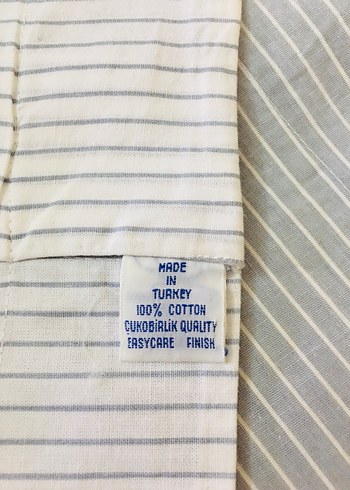 MADE
IN
TURKEY
100% COTTON
ÇUKOBİRLİK QUALITY
EASYCARE FINISH